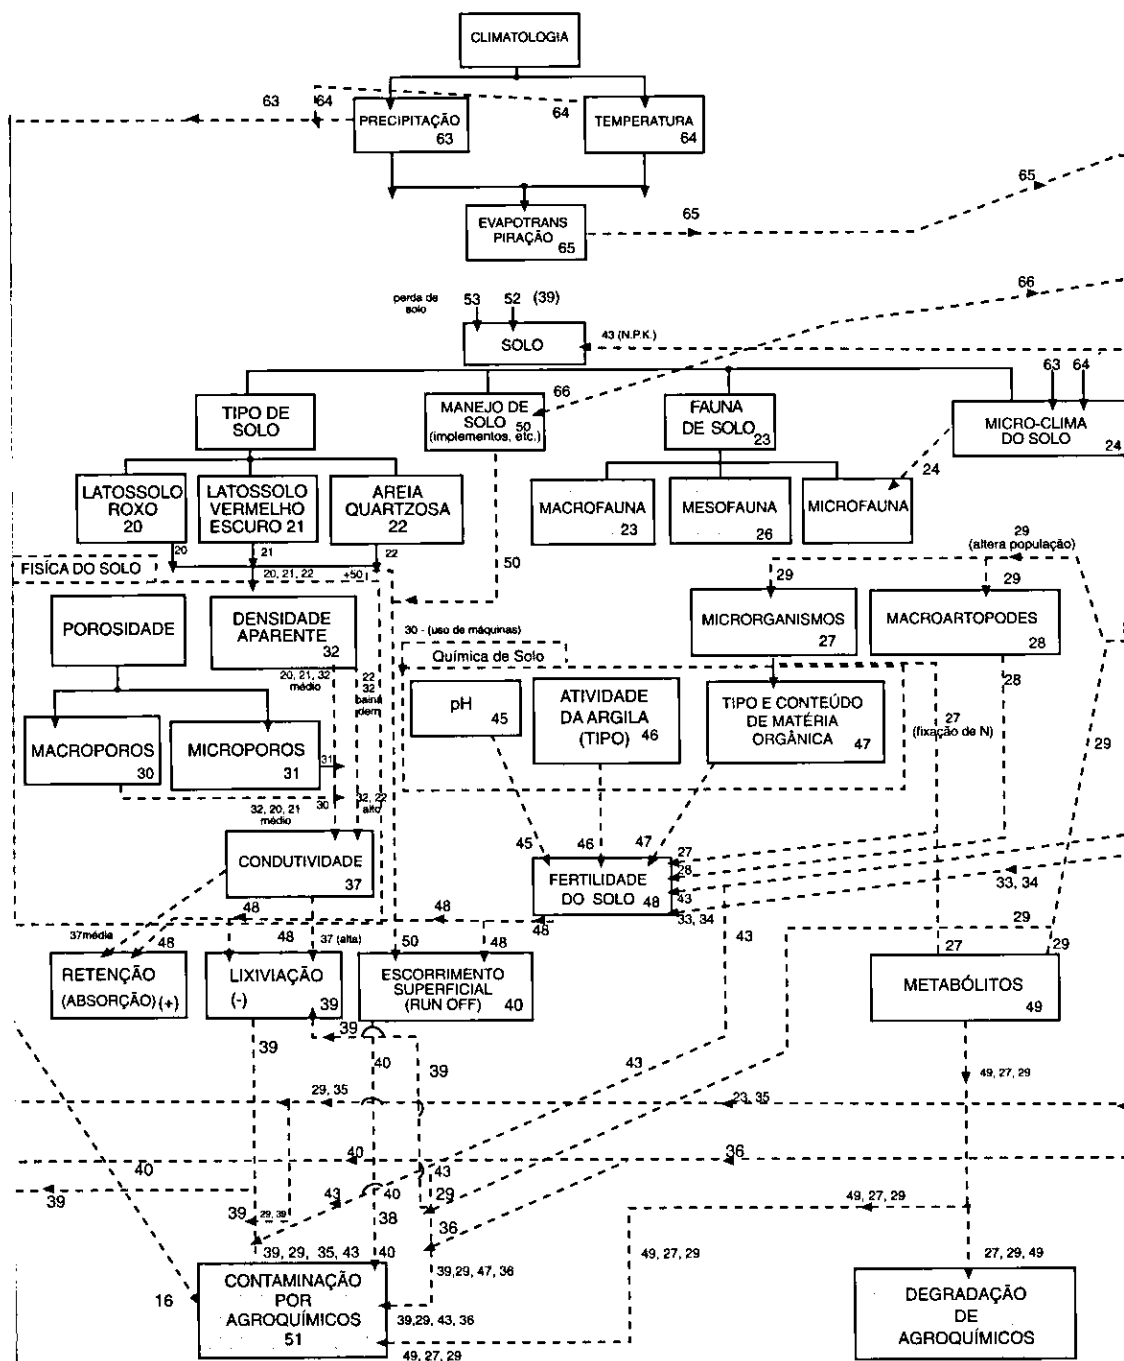 CLIMATOLOGIA
63
64
64
PRECIPITAÇÃO
63
TEMPERATURA
64
65
65
EVAPOTRANS
PIRAÇÃO
65
66
perda de
solo
53
52
(39)
SOLO
43 (N.P.K.)
63
64
66
TIPO DE
SOLO
MANEJO DE
SOLO 50
(implementos, etc.)
FAUNA
DE SOLO
23
MICRO-CLIMA
DO SOLO
24
24
LATOSSOLO
ROXO
20
LATOSSOLO
VERMELHO
ESCURO 21
AREIA
QUARTZOSA
22
MACROFAUNA
23
MESOFAUNA
26
MICROFAUNA
20
21
22
50
29
(altera população)
FISÍCA DO SOLO
20, 21, 22
+50
29
29
POROSIDADE
DENSIDADE
APARENTE
32
MICRORGANISMOS
27
MACROARTOPODES
28
30 - (uso de máquinas)
Química de Solo
20, 21, 32
médio
22
32
baina
dem
28
pH
45
ATIVIDADE
DA ARGILA
(TIPO)
46
TIPO E CONTEÚDO
DE MATÉRIA
ORGÂNICA
47
27
(fixação de N)
29
MACROPOROS
30
MICROPOROS
31
31
30
32, 20, 21
médio
32, 22
alto
CONDUTIVIDADE
37
45
46
47
27
28
43
33, 34
FERTILIDADE
DO SOLO
48
33, 34
48
48
48
29
37média
48
48
37 (alta)
50
48
43
27
29
RETENÇÃO
(ABSORÇÃO) (+)
LIXIVIAÇÃO
(-)
39
ESCORRIMENTO
SUPERFICIAL
(RUN OFF)
40
METABÓLITOS
49
39
39
40
39
43
49, 27, 29
29, 35
23, 35
40
40
36
39
43
43
40
29
39
29, 39
38
36
49, 27, 29
39, 29, 35, 43
40
49, 27, 29
39,29, 47, 36
27, 29, 49
16
CONTAMINAÇÃO
POR
AGROQUÍMICOS
51
39,29, 43, 36
49, 27, 29
DEGRADAÇÃO
DE
AGROQUÍMICOS